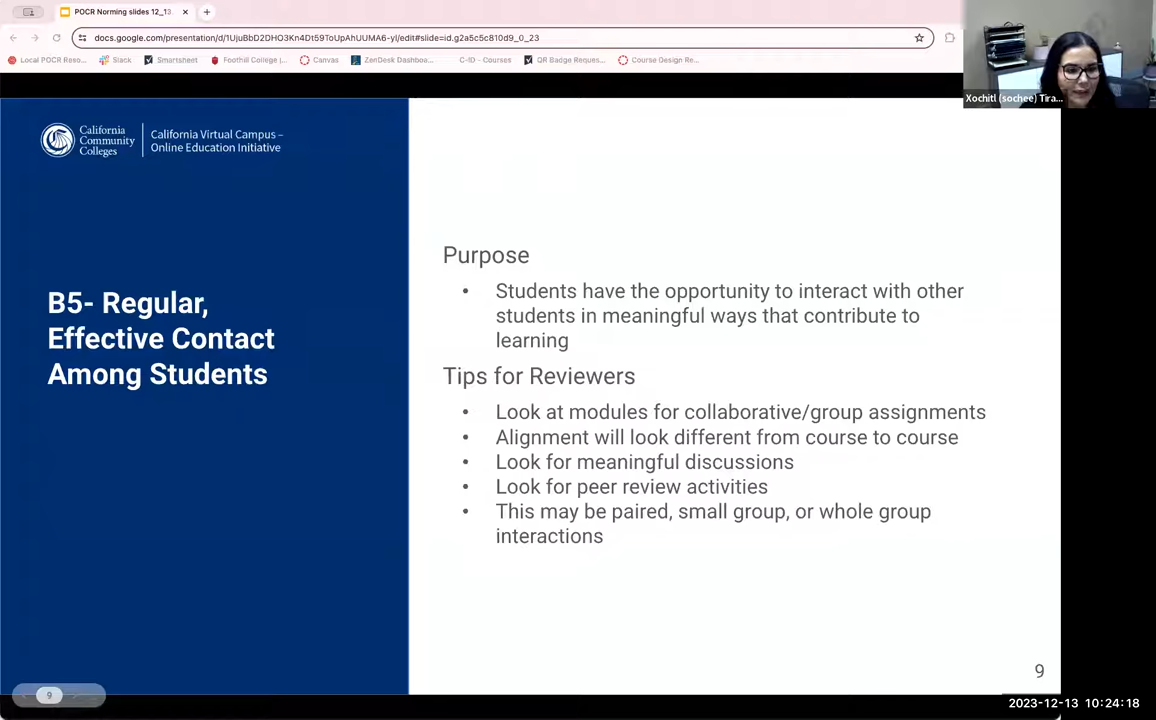 POCR Norming slides 12_13
docs.google.com/presentation/d/1UjuBbD2DHO3Kn4Dt59ToUpAhUUMA6-yI/edit#slide=id.g2a5c5c810d9_0_23
Local POCR Reso...
Slack
Smartsheet
Foothill College |...
Canvas
ZenDesk Dashboa...
C-ID - Courses
QR Badge Reques...
Course Design Re...
Xochitl (sochee) Tira...
California
Community
Colleges
California Virtual Campus –
Online Education Initiative
B5- Regular,
Effective Contact
Among Students
Purpose
• Students have the opportunity to interact with other
students in meaningful ways that contribute to
learning
Tips for Reviewers
• Look at modules for collaborative/group assignments
• Alignment will look different from course to course
• Look for meaningful discussions
• Look for peer review activities
• This may be paired, small group, or whole group
interactions
9
9
2023-12-13 10:24:18